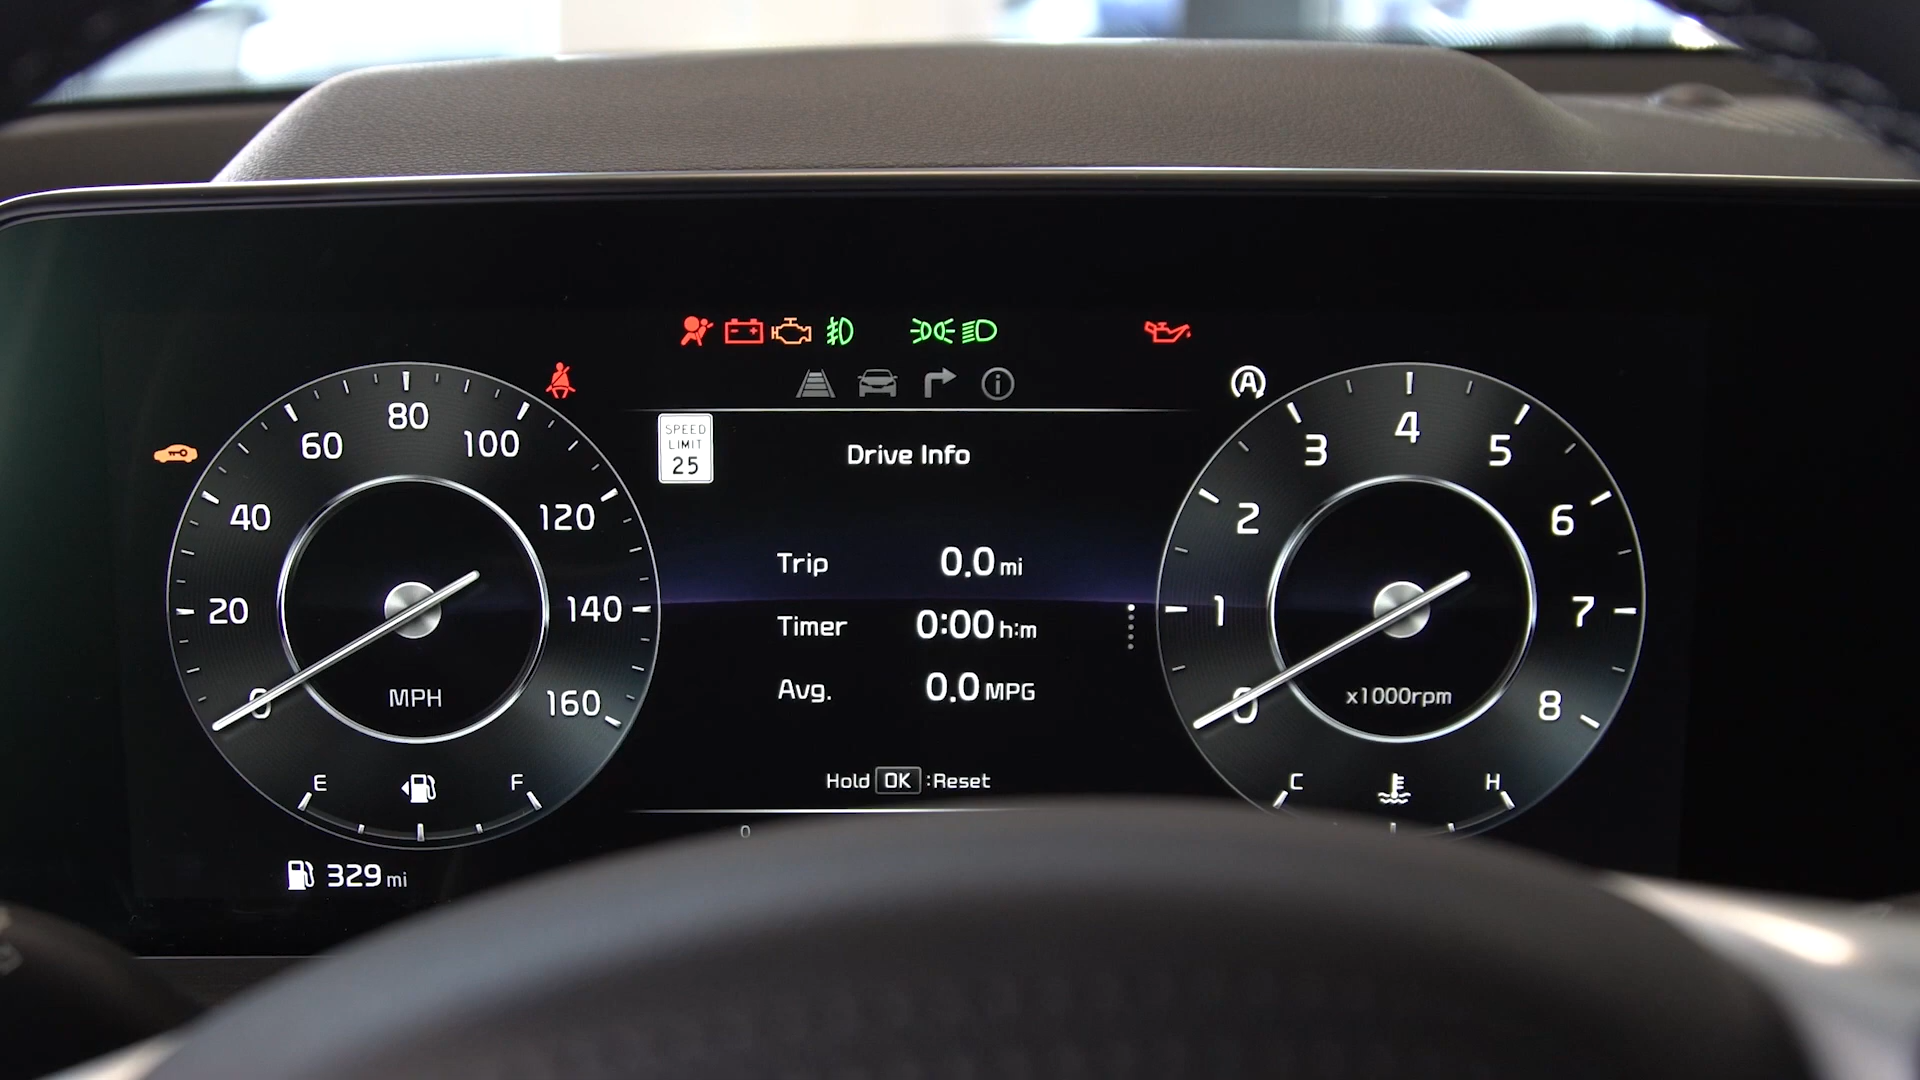 SPEED
LIMIT
25
Drive Info
Trip 0.0 mi
Timer 0:00 h:m
Avg. 0.0 MPG
Hold OK :Reset
0
0 20 40 60 80 100 120 140 160
MPH
E F
329 mi
A
0 1 2 3 4 5 6 7 8
x1000rpm
C H